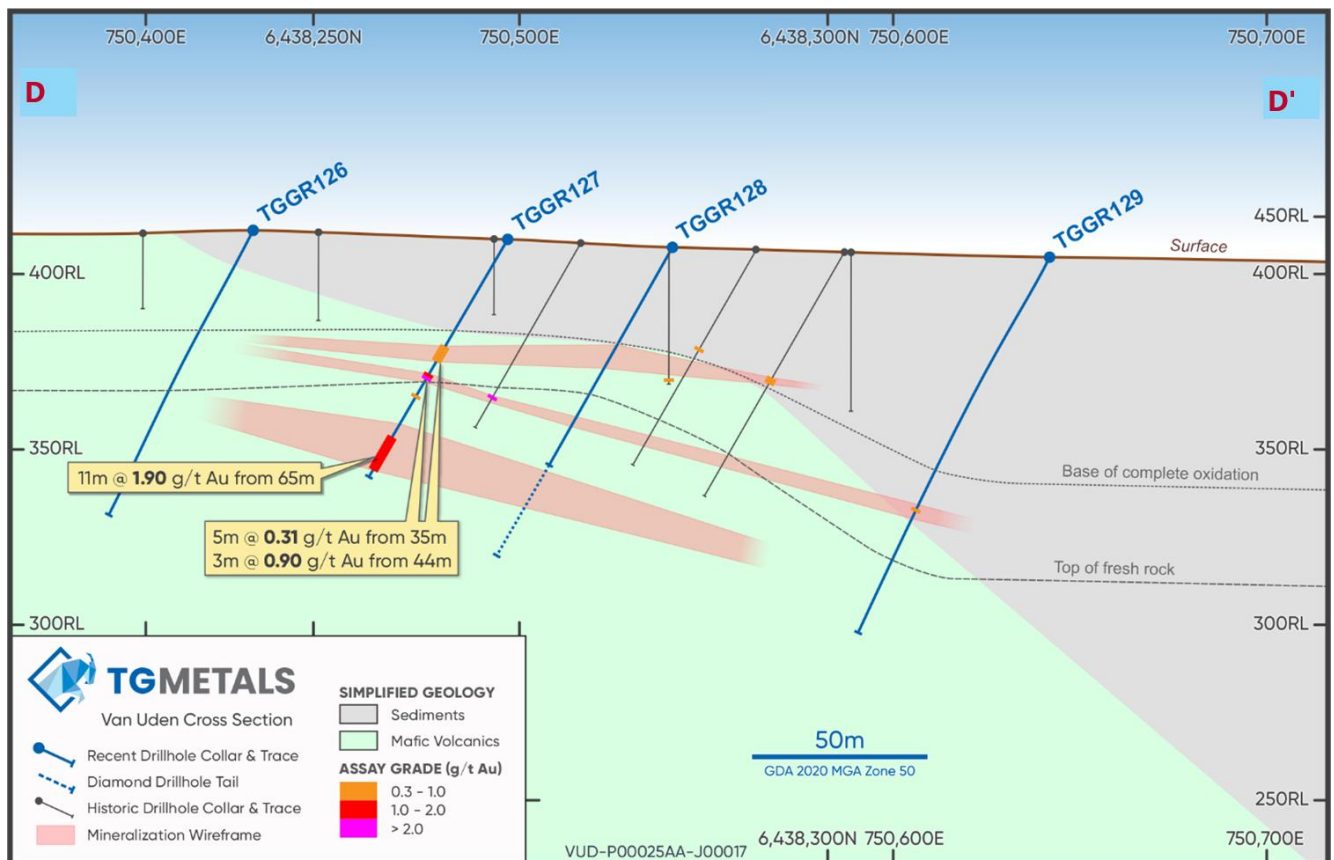 750,400E
6,438,250N
750,500E
6,438,300N
750,600E
750,700E
D
D'
TGGR126
TGGR127
TGGR128
TGGR129
450RL
Surface
400RL
400RL
350RL
350RL
11m @ 1.90 g/t Au from 65m
Base of complete oxidation
5m @ 0.31 g/t Au from 35m
3m @ 0.90 g/t Au from 44m
Top of fresh rock
300RL
300RL
TGMETALS
Van Uden Cross Section
Recent Drillhole Collar & Trace
Diamond Drillhole Tail
Historic Drillhole Collar & Trace
Mineralization Wireframe
SIMPLIFIED GEOLOGY
Sediments
Mafic Volcanics
ASSAY GRADE (g/t Au)
0.3 - 1.0
1.0 - 2.0
> 2.0
50m
GDA 2020 MGA Zone 50
250RL
VUD-P00025AA-J00017
6,438,300N
750,600E
750,700E